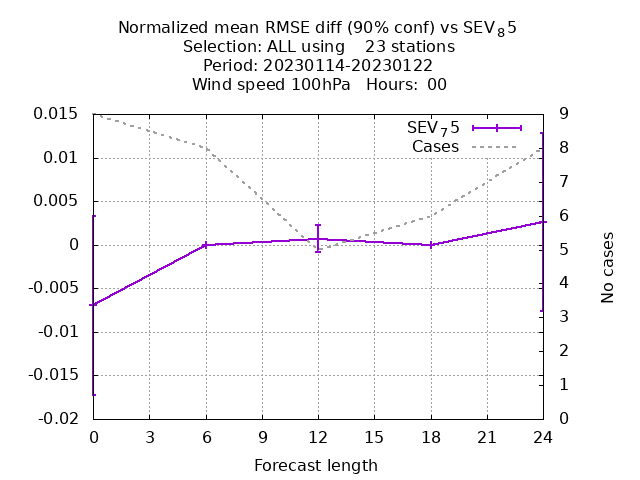 Normalized mean RMSE diff (90% conf) vs SEV₈5
Selection: ALL using    23 stations
Period: 20230114-20230122
Wind speed 100hPa   Hours:  00
SEV₇5
Cases
0.015
0.01
0.005
0
-0.005
-0.01
-0.015
-0.02
9
8
7
6
5
4
3
2
1
0
No cases
0 3 6 9 12 15 18 21 24
Forecast length